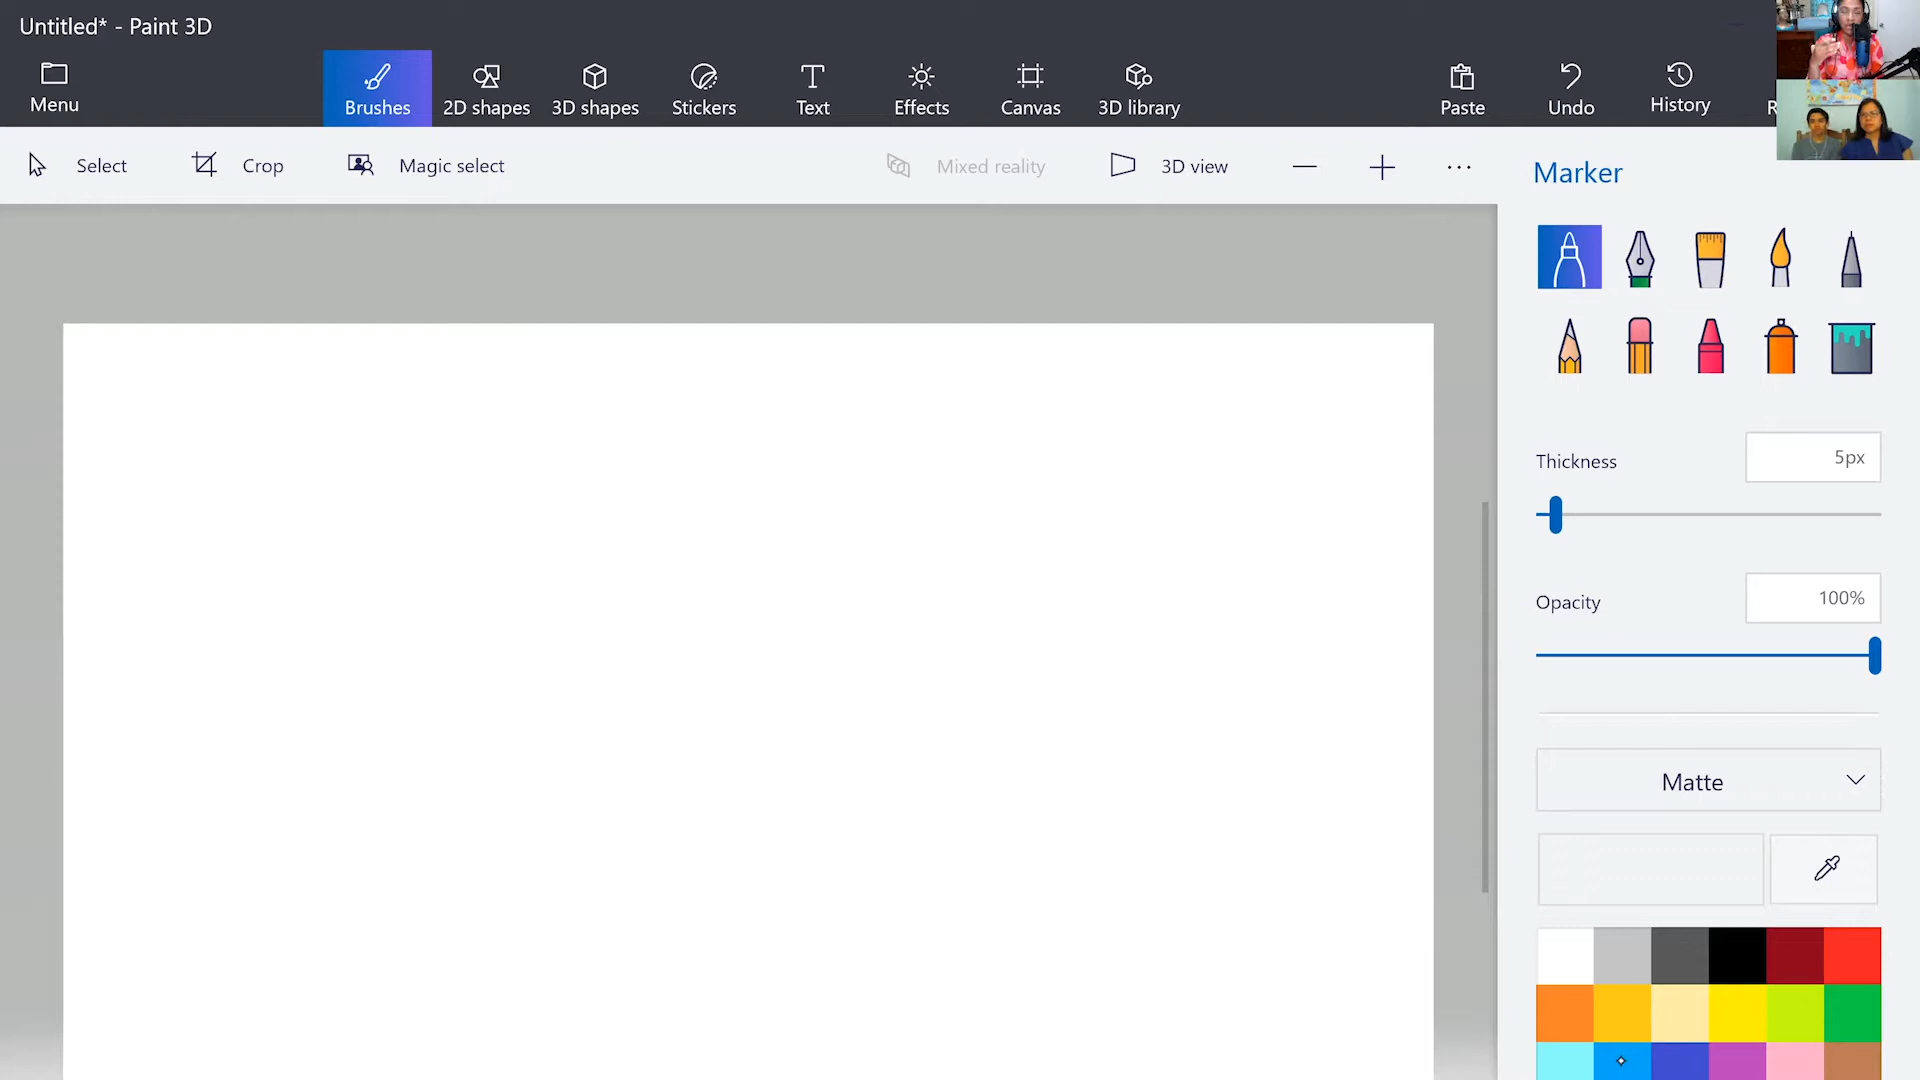 Untitled* - Paint 3D
Menu
Brushes
2D shapes
3D shapes
Stickers
Text
Effects
Canvas
3D library
Paste
Undo
History
R
Select
Crop
Magic select
Mixed reality
3D view
Marker
Thickness
5px
Opacity
100%
Matte